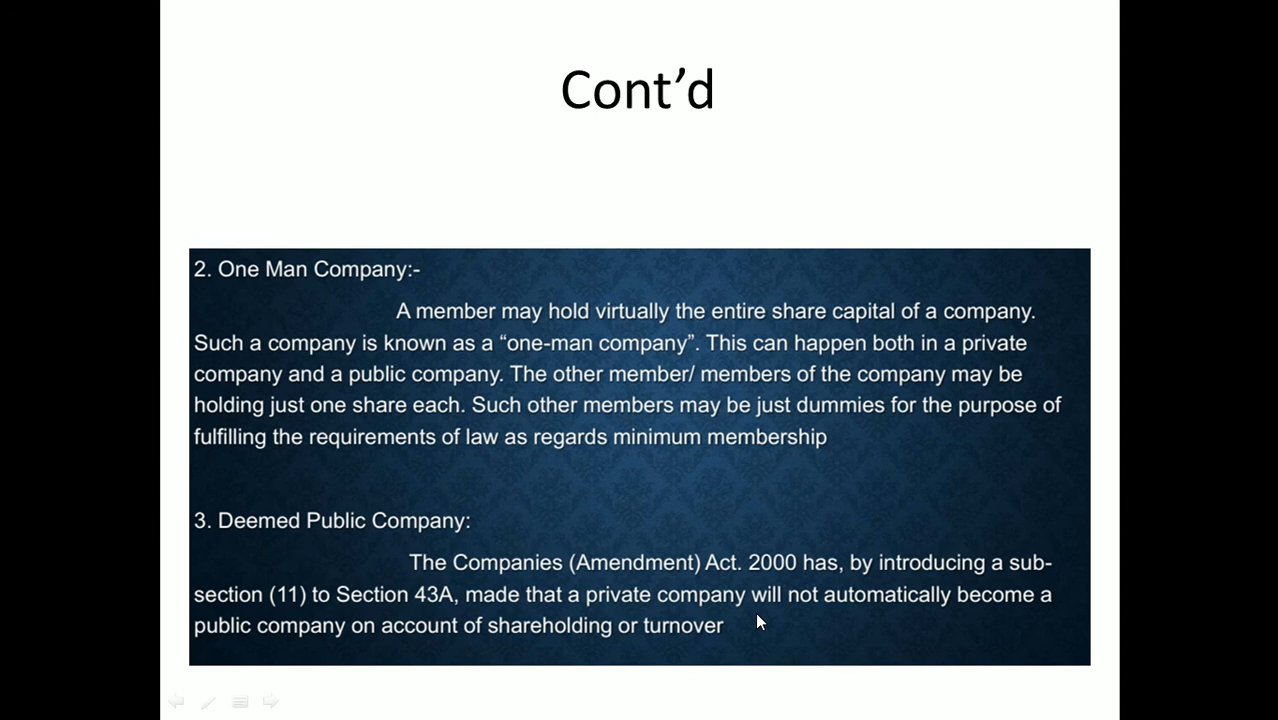 Cont’d
2. One Man Company:-
A member may hold virtually the entire share capital of a company.
Such a company is known as a “one-man company”. This can happen both in a private
company and a public company. The other member/ members of the company may be
holding just one share each. Such other members may be just dummies for the purpose of
fulfilling the requirements of law as regards minimum membership
3. Deemed Public Company:
The Companies (Amendment) Act. 2000 has, by introducing a sub-
section (11) to Section 43A, made that a private company will not automatically become a
public company on account of shareholding or turnover